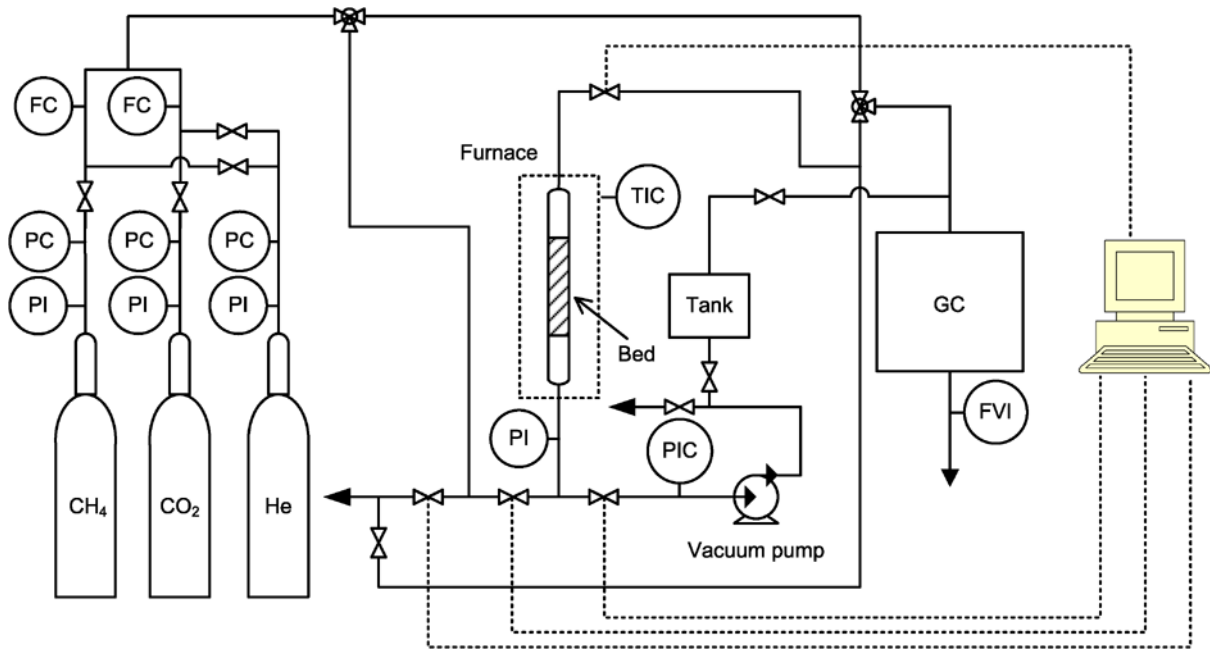 FC
FC
Furnace
TIC
PC
PC
PC
PI
PI
PI
Tank
GC
Bed
PI
PIC
FVI
CH₄
CO₂
He
Vacuum pump